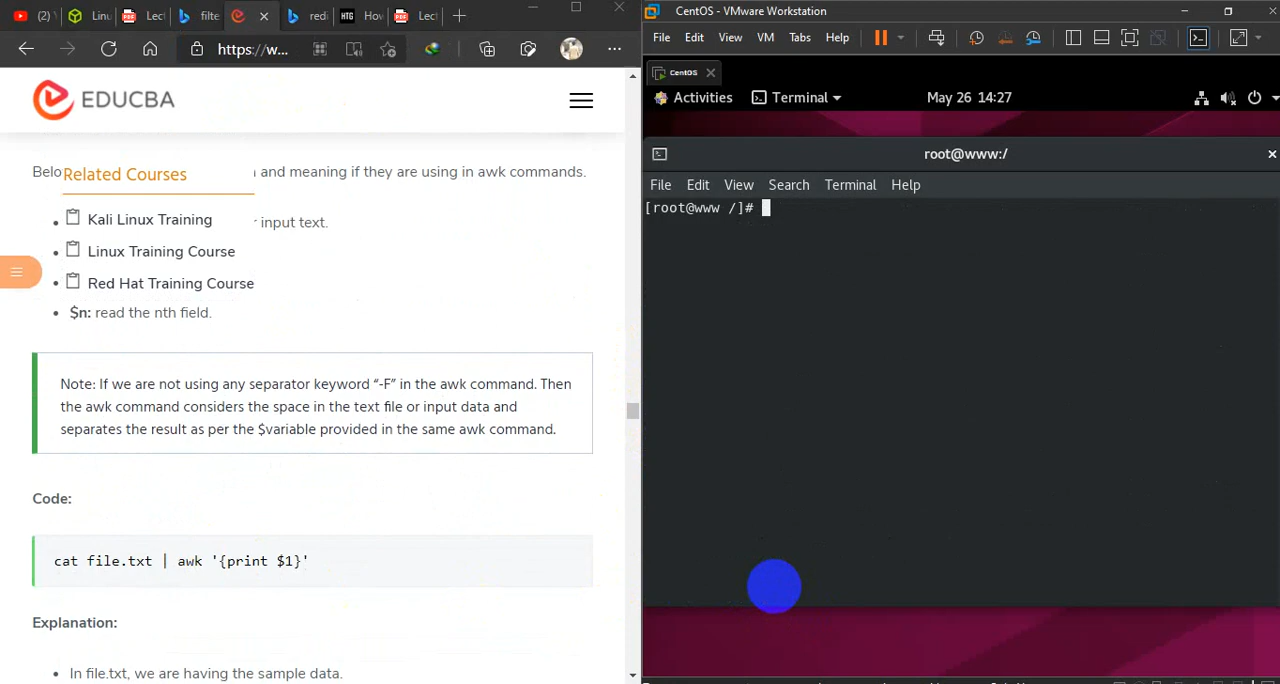 (2)
Linu
Lect
filte
redi
HTG
Hov
Lect
https://w...
EDUCBA
Belo
and meaning if they are using in awk commands.
Related Courses
Kali Linux Training
r input text.
Linux Training Course
Red Hat Training Course
$n: read the nth field.
Note: If we are not using any separator keyword “-F” in the awk command. Then
the awk command considers the space in the text file or input data and
separates the result as per the $variable provided in the same awk command.
Code:
cat file.txt | awk '{print $1}'
Explanation:
In file.txt, we are having the sample data.
CentOS - VMware Workstation
File Edit View VM Tabs Help
CentOS
Activities Terminal May 26 14:27
root@www:/
File Edit View Search Terminal Help
[root@www /]#